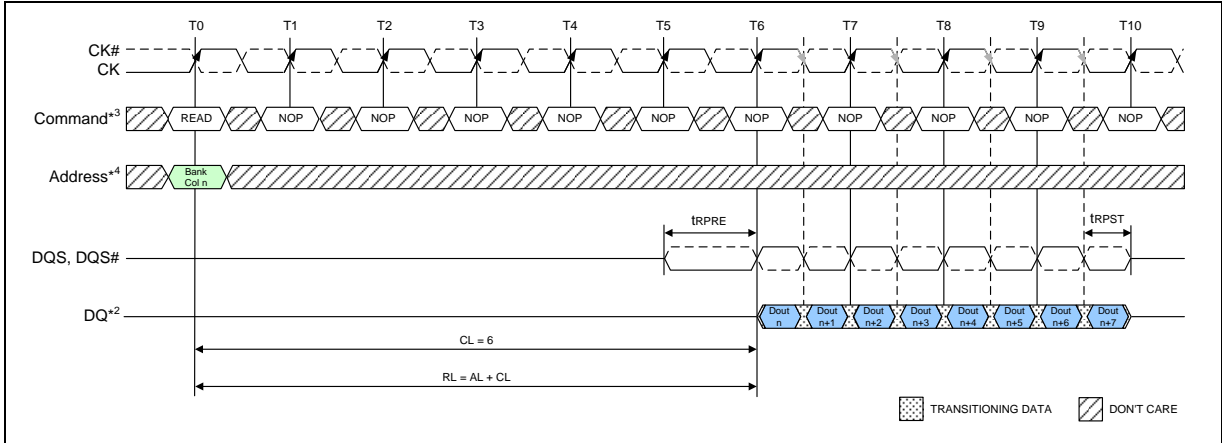 T0 T1 T2 T3 T4 T5 T6 T7 T8 T9 T10
CK#
CK
Command*3 READ NOP NOP NOP NOP NOP NOP NOP NOP NOP NOP
Address*4 Bank
Col n
tRPRE tRPST
DQS, DQS#
DQ*2 Dout Dout Dout Dout Dout Dout Dout Dout
n n+1 n+2 n+3 n+4 n+5 n+6 n+7
CL = 6
RL = AL + CL
TRANSITIONING DATA DON'T CARE